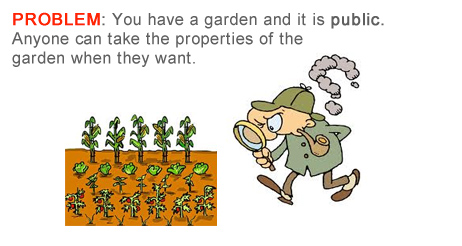 PROBLEM: You have a garden and it is public.
Anyone can take the properties of the
garden when they want.